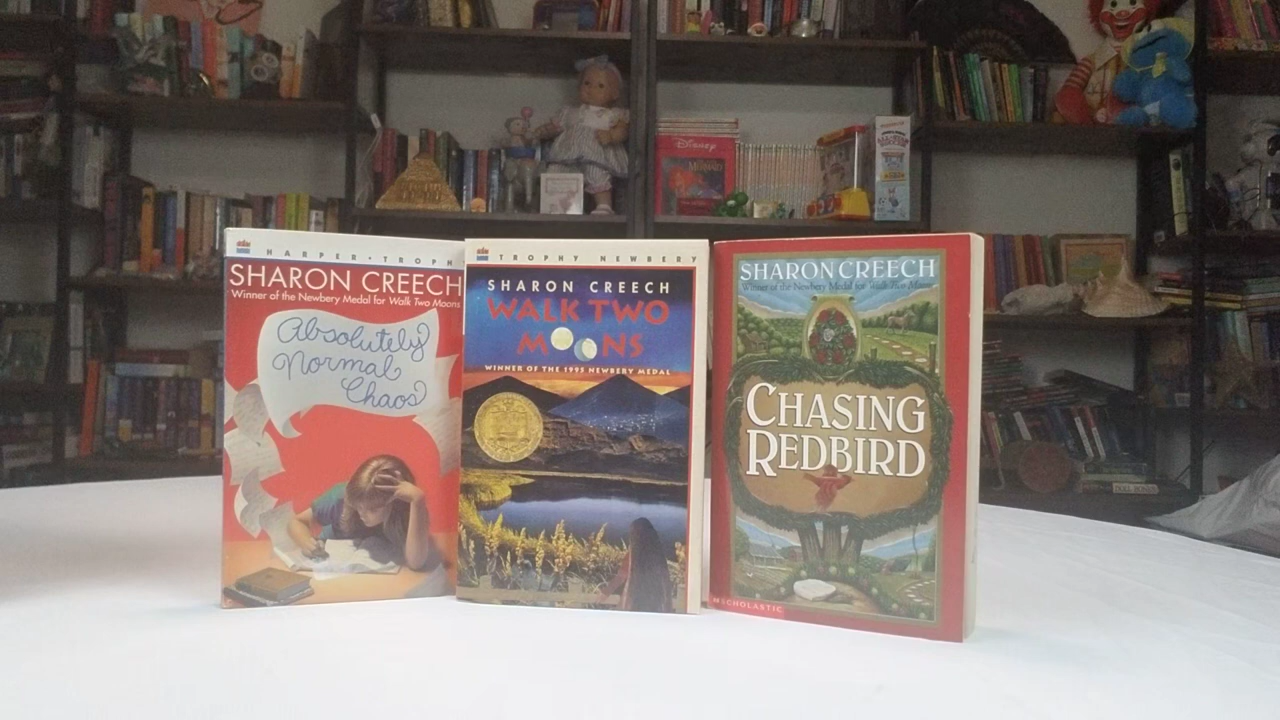 HARPER • TROPH
SHARON CREECH
Winner of the Newbery Medal for Walk Two Moons
Absolutely
Normal
Chaos
TROPHY NEWBERY
SHARON CREECH
WALK TWO
MOONS
WINNER OF THE 1995 NEWBERY MEDAL
SHARON CREECH
Winner of the Newbery Medal for Walk Two Moons
CHASING
REDBIRD
SCHOLASTIC
Disney